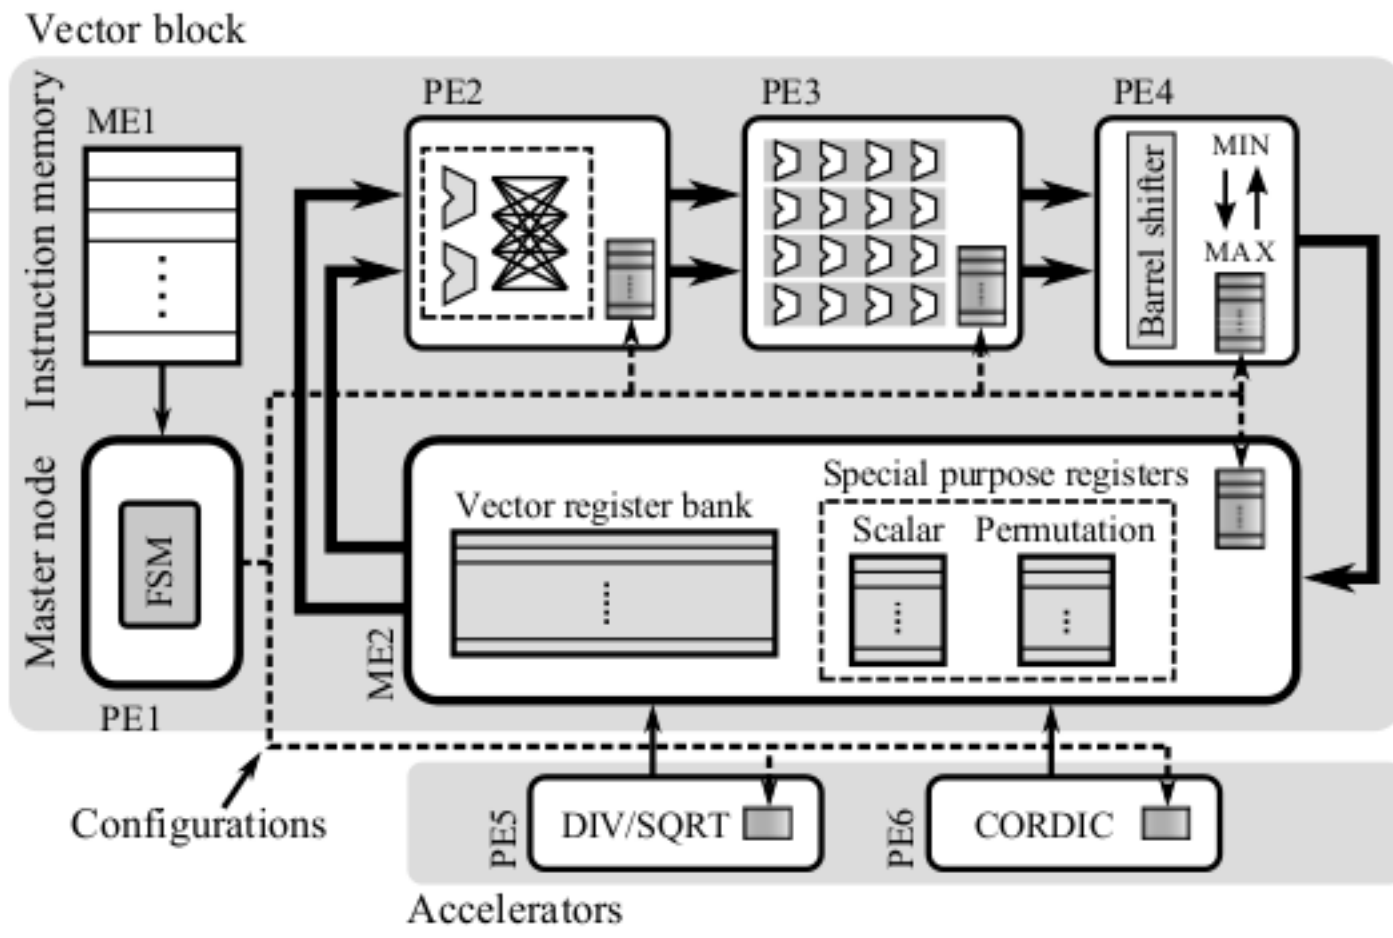 Vector block
Instruction memory
ME1
PE2
PE3
PE4
Barrel shifter
MIN
MAX
Master node
FSM
PE1
ME2
Vector register bank
Special purpose registers
Scalar
Permutation
Configurations
PE5
DIV/SQRT
PE6
CORDIC
Accelerators